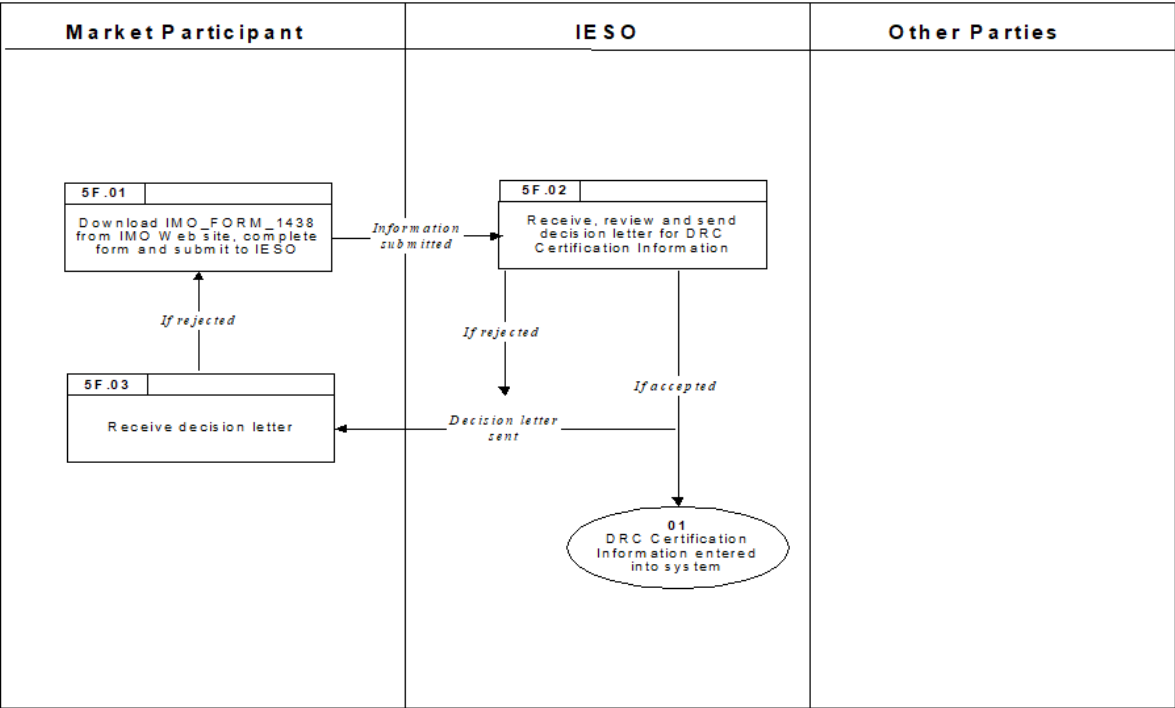 Market Participant
IESO
Other Parties
5F.01
Download IMO_FORM_1438
from IMO Web site, complete
form and submit to IESO
Information
submitted
5F.02
Receive, review and send
decision letter for DRC
Certification Information
If rejected
If rejected
If accepted
5F.03
Receive decision letter
Decision letter
sent
01
DRC Certification
Information entered
into system